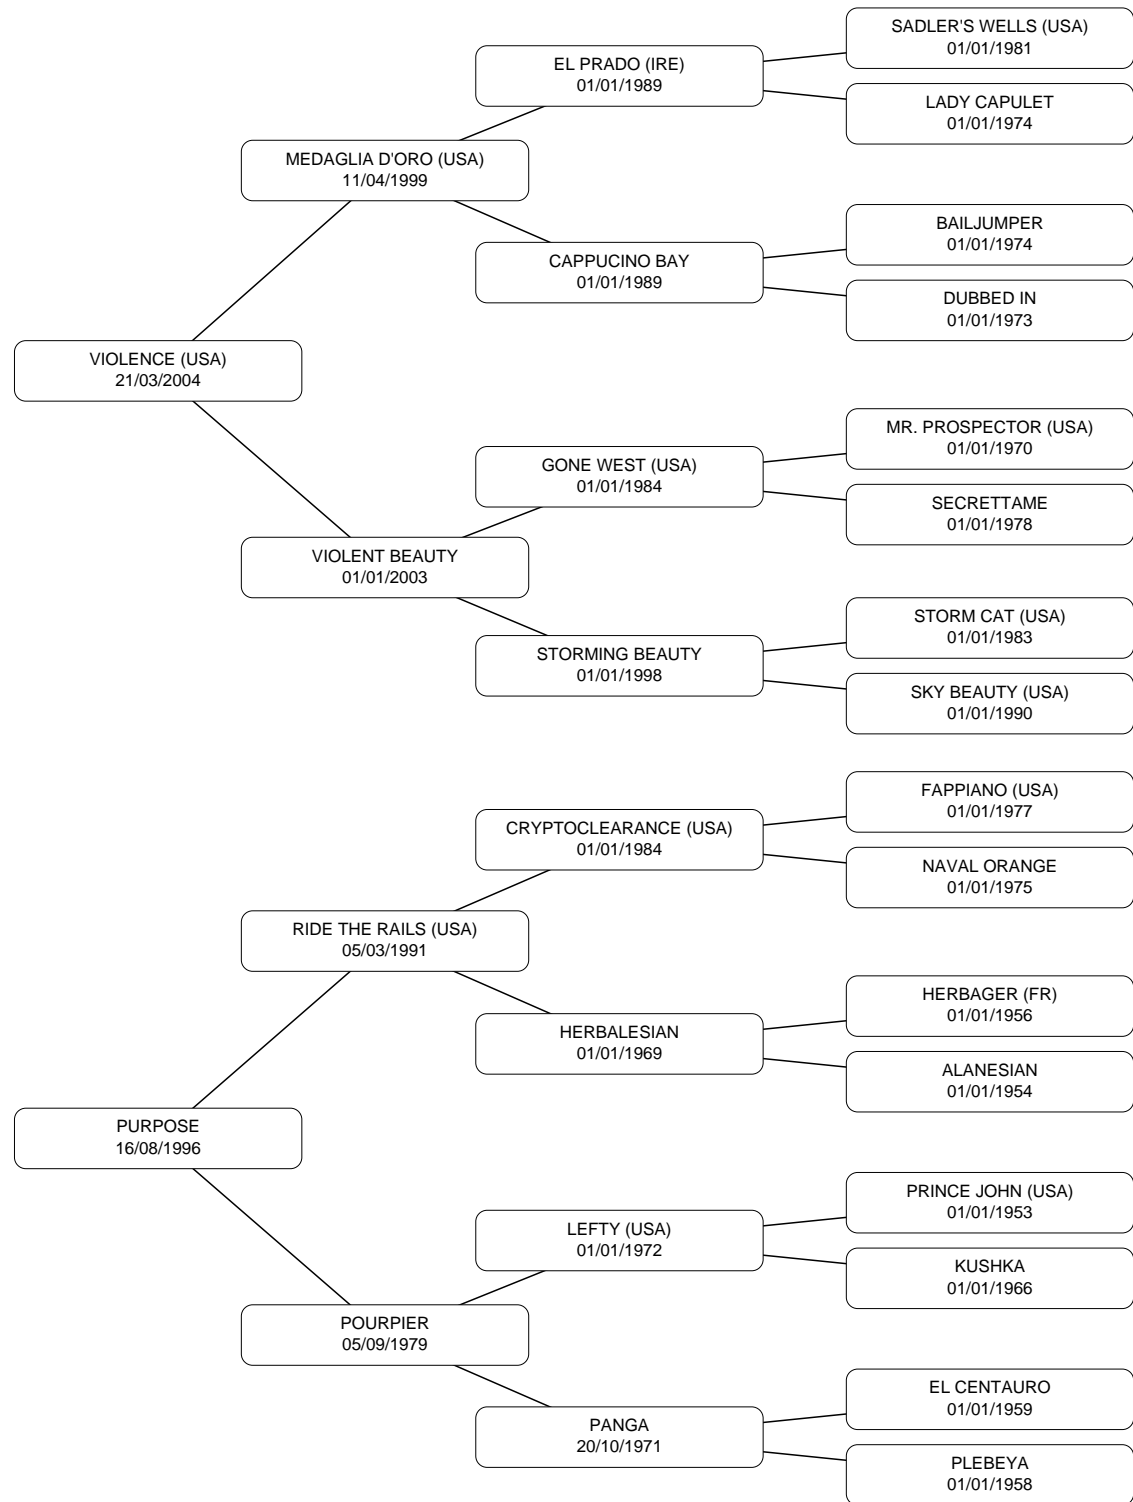 SADLER'S WELLS (USA)
01/01/1981
EL PRADO (IRE)
01/01/1989
LADY CAPULET
01/01/1974
MEDAGLIA D'ORO (USA)
11/04/1999
BAILJUMPER
01/01/1974
CAPPUCINO BAY
01/01/1989
DUBBED IN
01/01/1973
VIOLENCE (USA)
21/03/2004
MR. PROSPECTOR (USA)
01/01/1970
GONE WEST (USA)
01/01/1984
SECRETTAME
01/01/1978
VIOLENT BEAUTY
01/01/2003
STORM CAT (USA)
01/01/1983
STORMING BEAUTY
01/01/1998
SKY BEAUTY (USA)
01/01/1990
FAPPIANO (USA)
01/01/1977
CRYPTOCLEARANCE (USA)
01/01/1984
NAVAL ORANGE
01/01/1975
RIDE THE RAILS (USA)
05/03/1991
HERBAGER (FR)
01/01/1956
HERBALESIAN
01/01/1969
ALANESIAN
01/01/1954
PURPOSE
16/08/1996
PRINCE JOHN (USA)
01/01/1953
LEFTY (USA)
01/01/1972
KUSHKA
01/01/1966
POURPIER
05/09/1979
EL CENTAURO
01/01/1959
PANGA
20/10/1971
PLEBEYA
01/01/1958